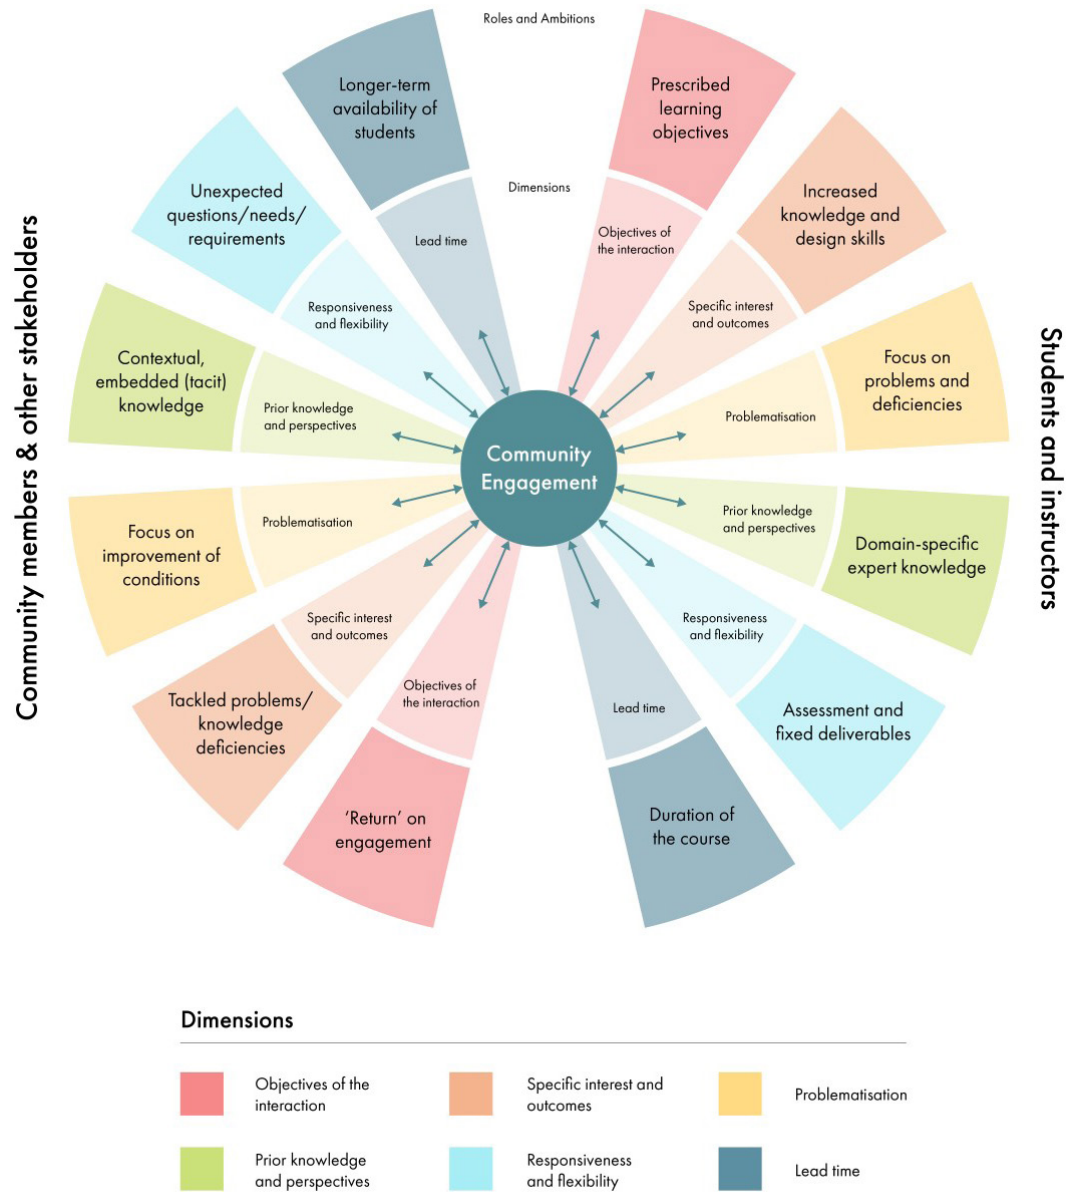 Roles and Ambitions
Dimensions
Community members & other stakeholders
Longer-term
availability of
students
Lead time
Unexpected
questions/needs/
requirements
Responsiveness
and flexibility
Contextual,
embedded (tacit)
knowledge
Prior knowledge
and perspectives
Focus on
improvement of
conditions
Problematisation
Tackled problems/
knowledge
deficiencies
Specific interest
and outcomes
'Return' on
engagement
Objectives of
the interaction
Community
Engagement
Students and instructors
Prescribed
learning
objectives
Objectives of
the interaction
Increased
knowledge and
design skills
Specific interest
and outcomes
Focus on
problems and
deficiencies
Problematisation
Domain-specific
expert knowledge
Prior knowledge
and perspectives
Assessment and
fixed deliverables
Responsiveness
and flexibility
Duration of
the course
Lead time
Dimensions
Objectives of the
interaction
Specific interest and
outcomes
Problematisation
Prior knowledge
and perspectives
Responsiveness
and flexibility
Lead time